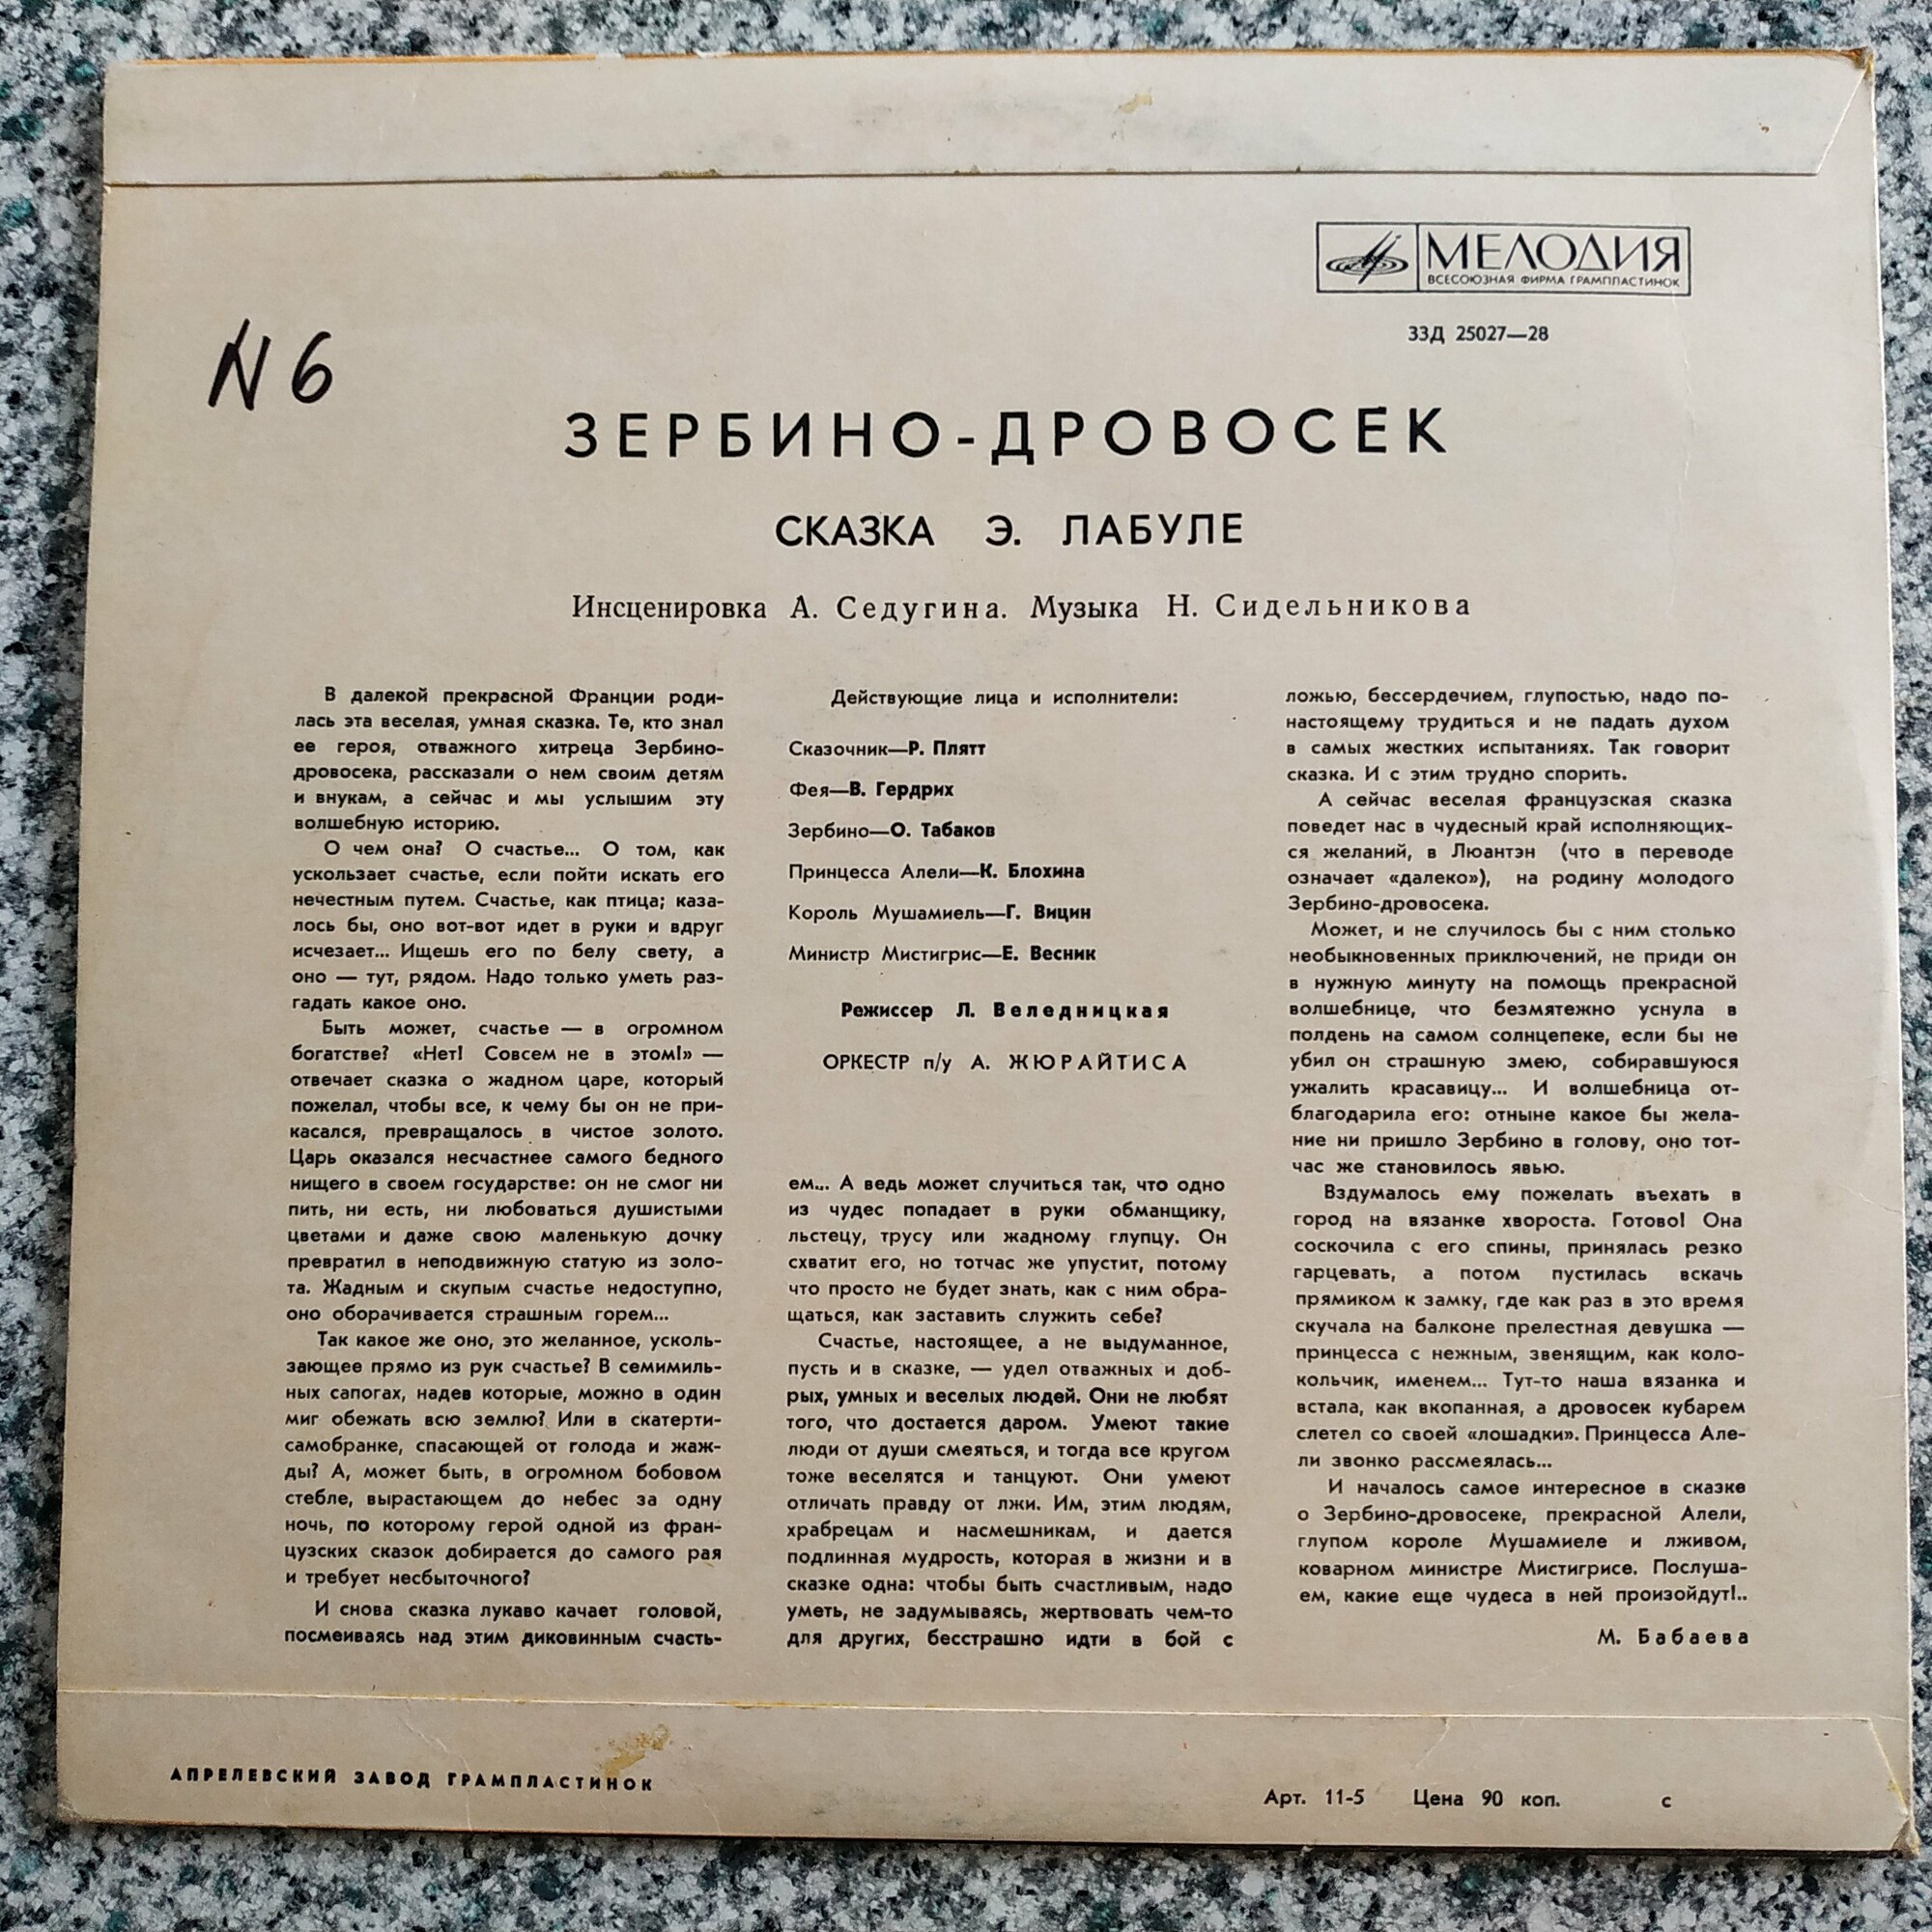 МЕЛОДИЯ
ВСЕСОЮЗНАЯ ФИРМА ГРАМПЛАСТИНОК
33Д 25027—28
N 6
ЗЕРБИНО-ДРОВОСЕК
СКАЗКА Э. ЛАБУЛЕ
Инсценировка А. Седугина. Музыка Н. Сидельникова
В далекой прекрасной Франции роди-
лась эта веселая, умная сказка. Те, кто знал
ее героя, отважного хитреца Зербино-
дровосека, рассказали о нем своим детям
и внукам, а сейчас и мы услышим эту
волшебную историю.
О чем она? О счастье... О том, как
ускользает счастье, если пойти искать его
нечестным путем. Счастье, как птица; каза-
лось бы, оно вот-вот идет в руки и вдруг
исчезает... Ищешь его по белу свету, а
оно — тут, рядом. Надо только уметь раз-
гадать какое оно.
Быть может, счастье — в огромном
богатстве? «Нет! Совсем не в этом!» —
отвечает сказка о жадном царе, который
пожелал, чтобы все, к чему бы он не при-
касался, превращалось в чистое золото.
Царь оказался несчастнее самого бедного
нищего в своем государстве: он не смог ни
пить, ни есть, ни любоваться душистыми
цветами и даже свою маленькую дочку
превратил в неподвижную статую из золо-
та. Жадным и скупым счастье недоступно,
оно оборачивается страшным горем...
Так какое же оно, это желанное, усколь-
зающее прямо из рук счастье? В семимиль-
ных сапогах, надев которые, можно в один
миг обежать всю землю? Или в скатерти-
самобранке, спасающей от голода и жаж-
ды? А, может быть, в огромном бобовом
стебле, вырастающем до небес за одну
ночь, по которому герой одной из фран-
цузских сказок добирается до самого рая
и требует несбыточного?
И снова сказка лукаво качает головой,
посмеиваясь над этим диковинным счасть-
Действующие лица и исполнители:
Сказочник—Р. Плятт
Фея—В. Гердрих
Зербино—О. Табаков
Принцесса Алели—К. Блохина
Король Мушамиель—Г. Вицин
Министр Мистигрис—Е. Весник
Режиссер Л. Веледницкая
ОРКЕСТР п/у А. ЖЮРАЙТИСА
ем... А ведь может случиться так, что одно
из чудес попадает в руки обманщику,
льстецу, трусу или жадному глупцу. Он
схватит его, но тотчас же упустит, потому
что просто не будет знать, как с ним обра-
щаться, как заставить служить себе?
Счастье, настоящее, а не выдуманное,
пусть и в сказке, — удел отважных и доб-
рых, умных и веселых людей. Они не любят
того, что достается даром. Умеют такие
люди от души смеяться, и тогда все кругом
тоже веселятся и танцуют. Они умеют
отличать правду от лжи. Им, этим людям,
храбрецам и насмешникам, и дается
подлинная мудрость, которая в жизни и в
сказке одна: чтобы быть счастливым, надо
уметь, не задумываясь, жертвовать чем-то
для других, бесстрашно идти в бой с
ложью, бессердечием, глупостью, надо по-
настоящему трудиться и не падать духом
в самых жестких испытаниях. Так говорит
сказка. И с этим трудно спорить.
А сейчас веселая французская сказка
поведет нас в чудесный край исполняющих-
ся желаний, в Люантэн (что в переводе
означает «далеко»), на родину молодого
Зербино-дровосека.
Может, и не случилось бы с ним столько
необыкновенных приключений, не приди он
в нужную минуту на помощь прекрасной
волшебнице, что безмятежно уснула в
полдень на самом солнцепеке, если бы не
убил он страшную змею, собиравшуюся
ужалить красавицу... И волшебница от-
благодарила его: отныне какое бы жела-
ние ни пришло Зербино в голову, оно тот-
час же становилось явью.
Вздумалось ему пожелать въехать в
город на вязанке хвороста. Готово! Она
соскочила с его спины, принялась резко
гарцевать, а потом пустилась вскачь
прямиком к замку, где как раз в это время
скучала на балконе прелестная девушка —
принцесса с нежным, звенящим, как коло-
кольчик, именем... Тут-то наша вязанка и
встала, как вкопанная, а дровосек кубарем
слетел со своей «лошадки». Принцесса Але-
ли звонко рассмеялась...
И началось самое интересное в сказке
о Зербино-дровосеке, прекрасной Алели,
глупом короле Мушамиеле и лживом,
коварном министре Мистигрисе. Послуша-
ем, какие еще чудеса в ней произойдут!..
М. Бабаева
АПРЕЛЕВСКИЙ ЗАВОД ГРАМПЛАСТИНОК
Арт. 11-5 Цена 90 коп. с